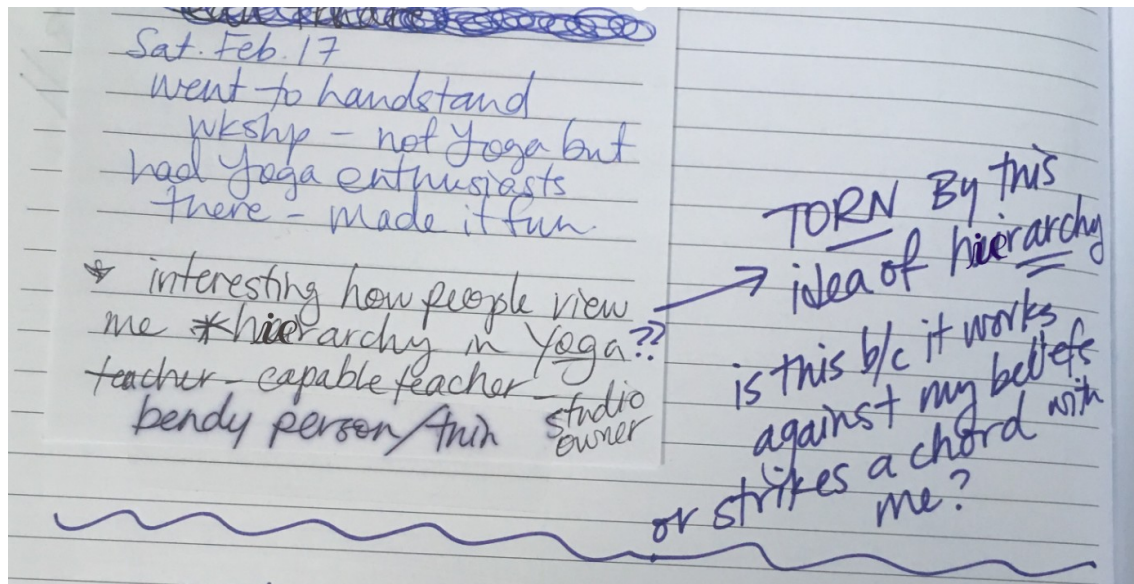 Sat. Feb. 17
went to handstand
wkshp - not yoga but
had yoga enthusiasts
there - made it fun.
* interesting how people view
me * hierarchy in Yoga??
teacher - capable teacher - studio
owner
bendy person/thin
TORN By this
idea of hierarchy
is this b/c it works
against my beliefs
or strikes a chord with
me?